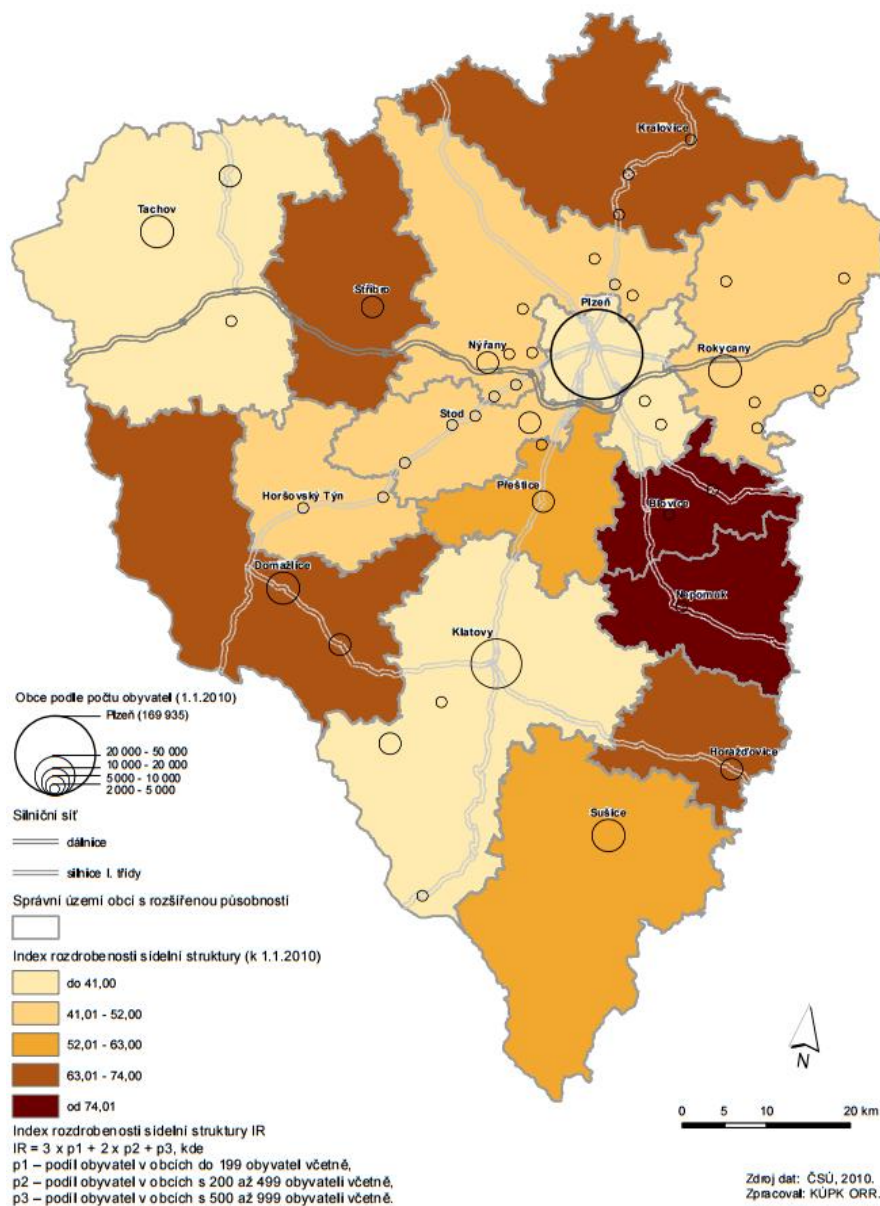 Kralovice
Tachov
Stříbro
Plzeň
Nýřany
Rokycany
Stod
Horšovský Týn
Přeštice
Blovice
Domažlice
Nepomuk
Klatovy
Horažďovice
Sušice
Obce podle počtu obyvatel (1.1.2010)
Plzeň (169 935)
20 000 - 50 000
10 000 - 20 000
5 000 - 10 000
2 000 - 5 000
Silniční síť
dálnice
silnice I. třídy
Správní území obcí s rozšířenou působností
Index rozdrobenosti sídelní struktury (k 1.1.2010)
do 41,00
41,01 - 52,00
52,01 - 63,00
63,01 - 74,00
od 74,01
Index rozdrobenosti sídelní struktury IR
IR = 3 x p1 + 2 x p2 + p3, kde
p1 – podíl obyvatel v obcích do 199 obyvatel včetně,
p2 – podíl obyvatel v obcích s 200 až 499 obyvateli včetně,
p3 – podíl obyvatel v obcích s 500 až 999 obyvateli včetně.
N
0 5 10 20 km
Zdroj dat: ČSÚ, 2010.
Zpracoval: KÚPK ORR.